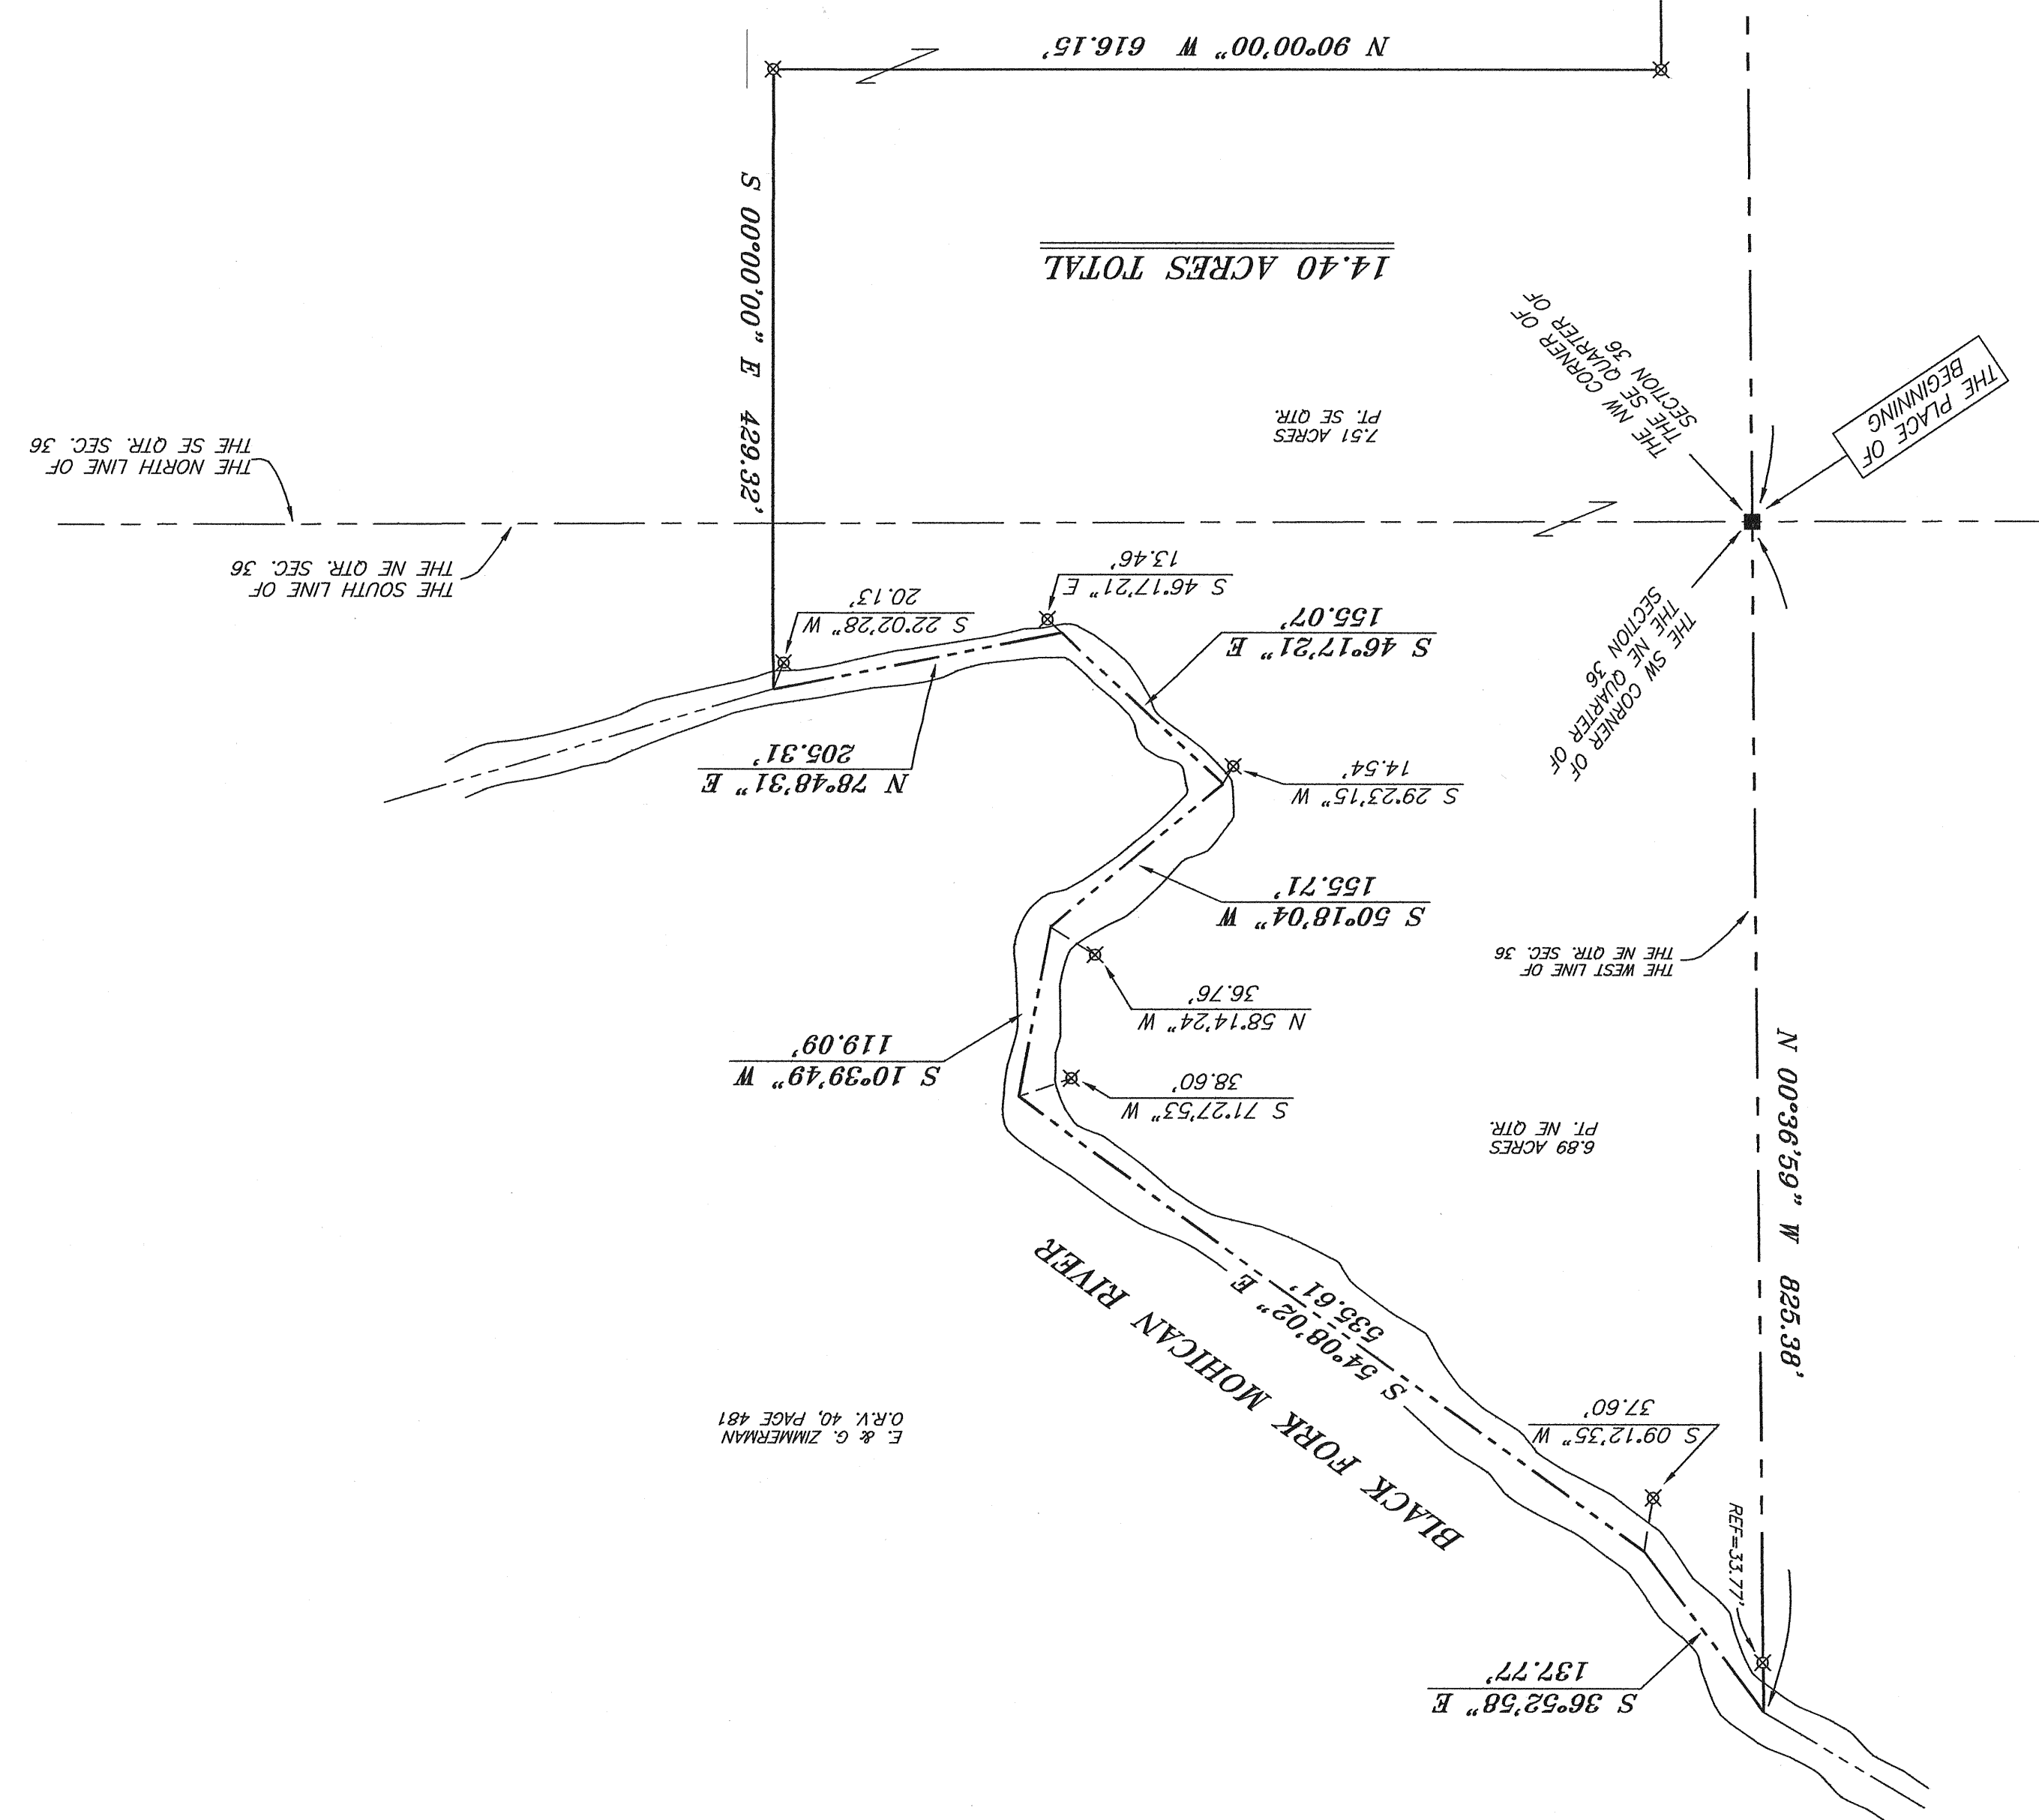 S 36°52'58" E
137.77'
REF=33.77'
S 09°12'35" W
37.60'
BLACK FORK MOHICAN RIVER
E. & G. ZIMMERMAN
O.R.V. 40, PAGE 481
S 54°08'02" E
535.61'
N 00°36'59" W 825.38'
6.89 ACRES
PT. NE QTR.
S 71°27'53" W
38.60'
S 10°39'49" W
119.09'
N 58°14'24" W
36.76'
THE WEST LINE OF
THE NE QTR. SEC. 36
S 50°18'04" W
155.71'
S 29°23'15" W
14.54'
N 78°48'31" E
205.31'
THE SW CORNER OF
THE NE QUARTER OF
SECTION 36
S 46°17'21" E
155.07'
S 22°02'28" W
20.13'
S 46°17'21" E
13.46'
THE SOUTH LINE OF
THE NE QTR. SEC. 36
THE NORTH LINE OF
THE SE QTR. SEC. 36
THE PLACE OF
BEGINNING
THE NW CORNER OF
THE SE QUARTER OF
SECTION 36
7.51 ACRES
PT. SE QTR.
S 00°00'00" E 429.32'
14.40 ACRES TOTAL
N 90°00'00" W 616.15'